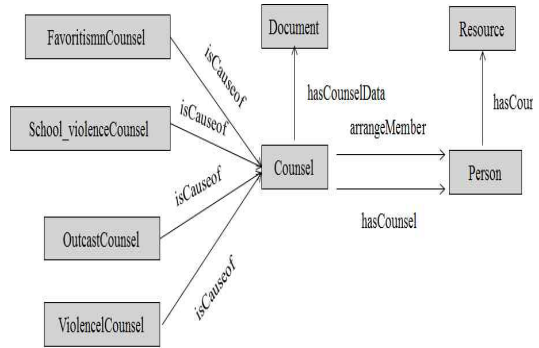 FavoritismnCounsel
Document
Resource
isCauseof
hasCounselData
hasCour
School_violenceCounsel
isCauseof
arrangeMember
Counsel
Person
isCauseof
hasCounsel
OutcastCounsel
isCauseof
ViolencelCounsel